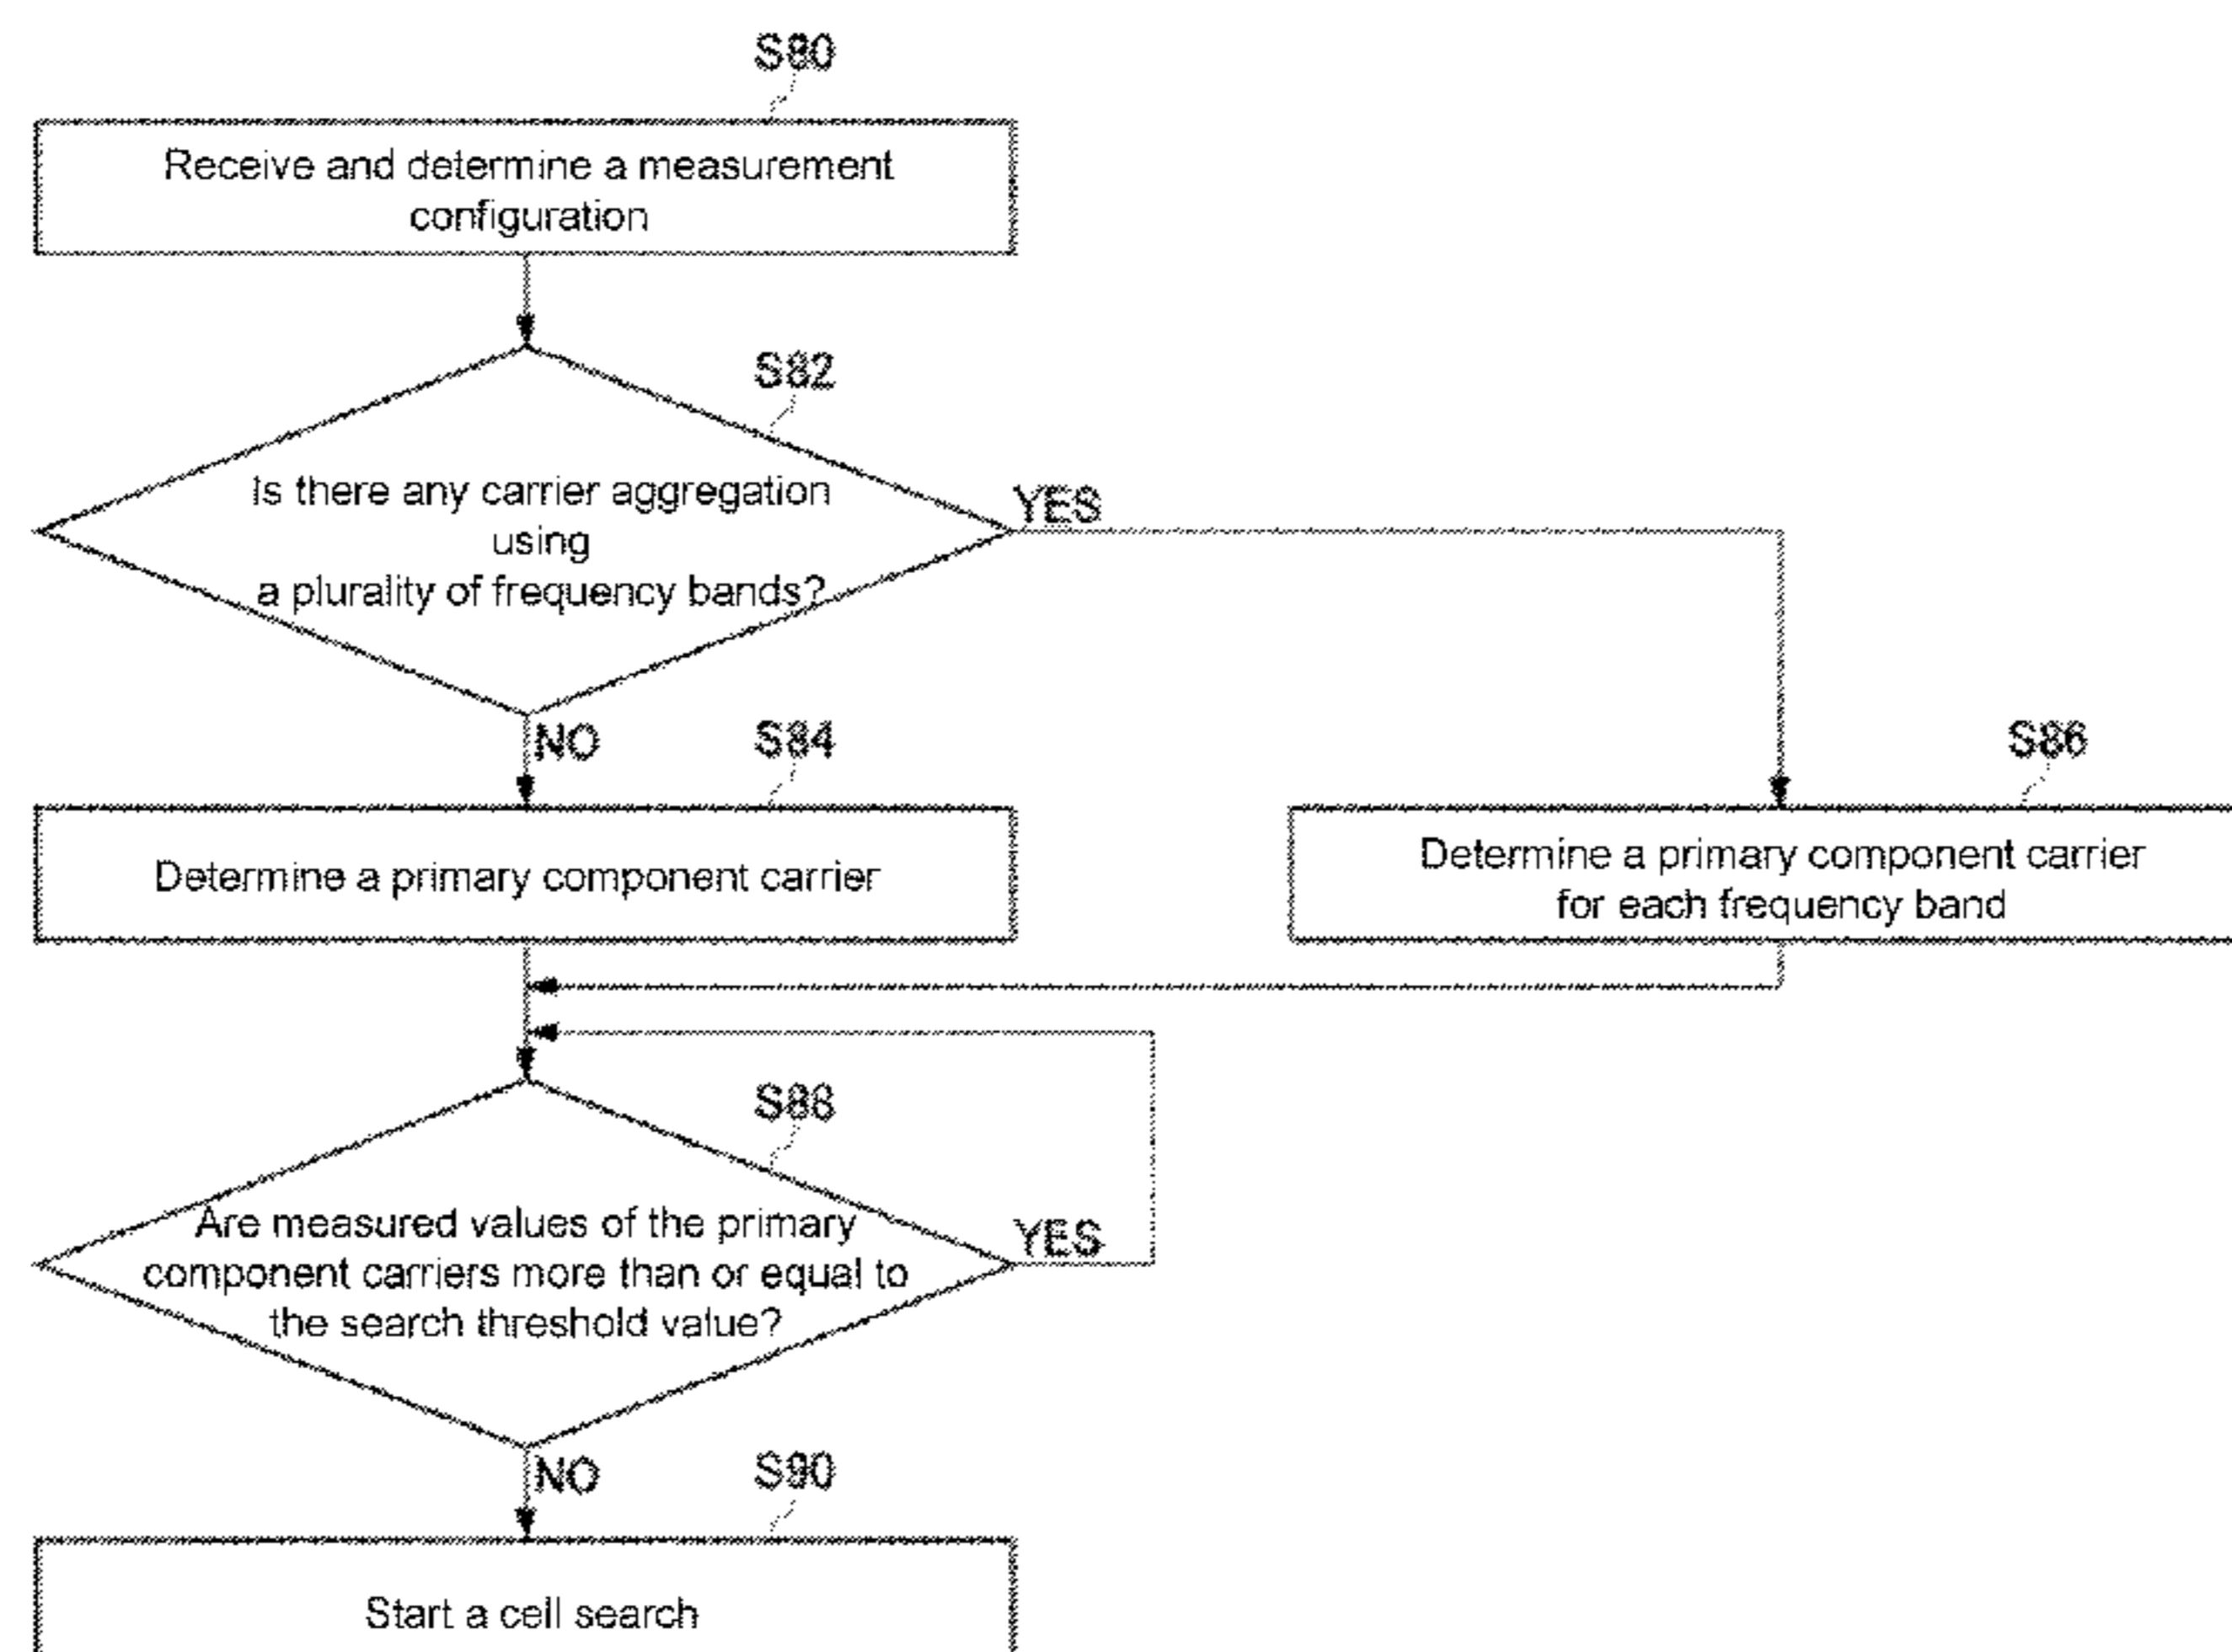 S80
Receive and determine a measurement
configuration
S82
Is there any carrier aggregation
using
a plurality of frequency bands?
YES
NO
S84
Determine a primary component carrier
S86
Determine a primary component carrier
for each frequency band
S88
Are measured values of the primary
component carriers more than or equal to
the search threshold value?
YES
NO
S90
Start a cell search